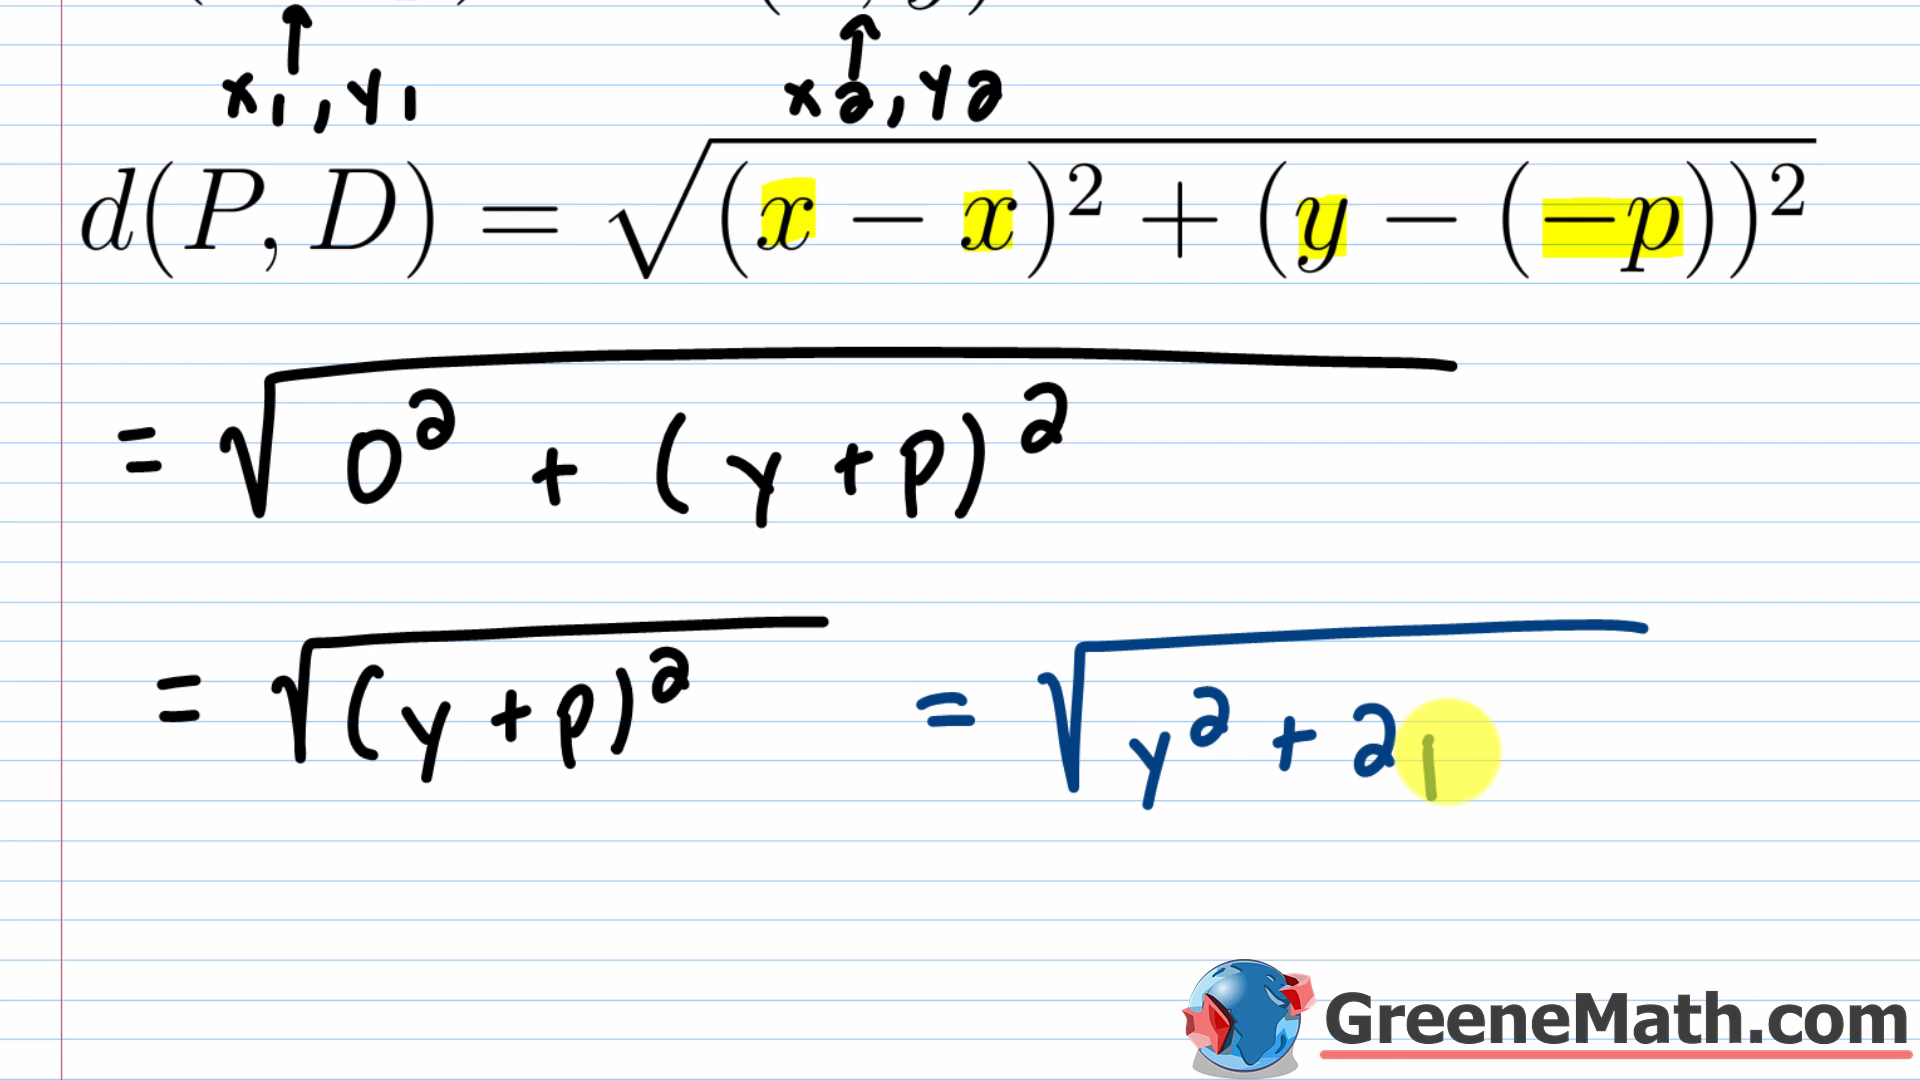 x₁, y₁ x₂, y₂
d(P, D) = √((x − x)² + (y − (−p))²)
= √(0² + (y + p)²)
= √((y + p)²) = √(y² + 2
GreeneMath.com